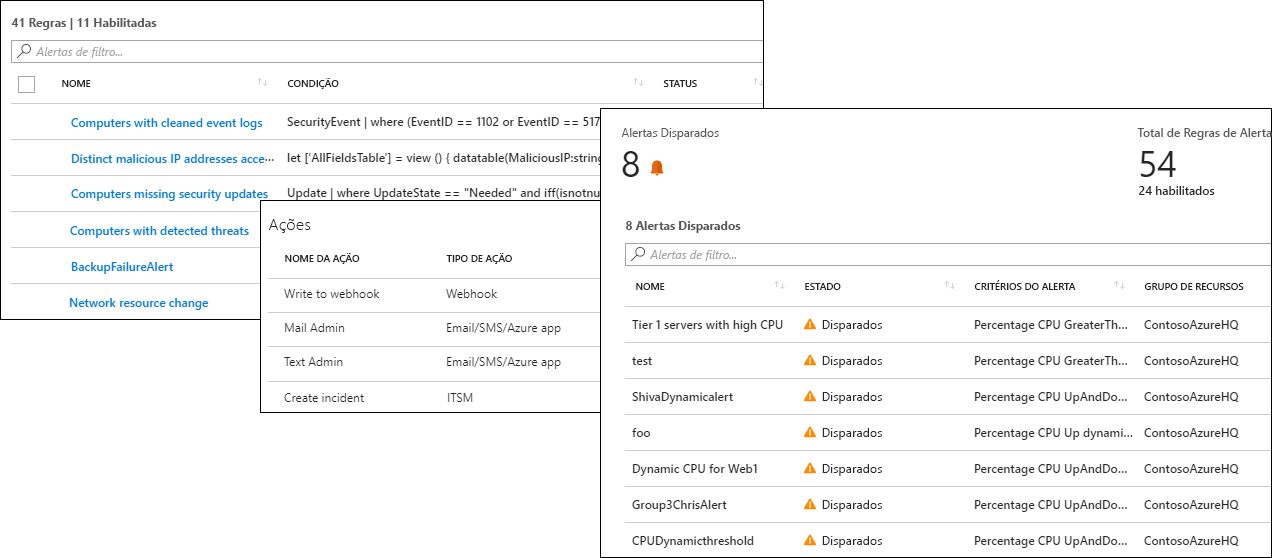 41 Regras | 11 Habilitadas
Alertas de filtro...
NOME CONDIÇÃO STATUS
Computers with cleaned event logs SecurityEvent | where (EventID == 1102 or EventID == 517
Distinct malicious IP addresses acce... let ['AllFieldsTable'] = view () { datatable(MaliciousIP:string
Computers missing security updates Update | where UpdateState == "Needed" and iff(isnotnu
Computers with detected threats
BackupFailureAlert
Network resource change
Ações
NOME DA AÇÃO TIPO DE AÇÃO
Write to webhook Webhook
Mail Admin Email/SMS/Azure app
Text Admin Email/SMS/Azure app
Create incident ITSM
Alertas Disparados Total de Regras de Alerta
8 54
24 habilitados
8 Alertas Disparados
Alertas de filtro...
NOME ESTADO CRITÉRIOS DO ALERTA GRUPO DE RECURSOS
Tier 1 servers with high CPU Disparados Percentage CPU GreaterTh... ContosoAzureHQ
test Disparados Percentage CPU GreaterTh... ContosoAzureHQ
ShivaDynamicalert Disparados Percentage CPU UpAndDo... ContosoAzureHQ
foo Disparados Percentage CPU Up dynami... ContosoAzureHQ
Dynamic CPU for Web1 Disparados Percentage CPU UpAndDo... ContosoAzureHQ
Group3ChrisAlert Disparados Percentage CPU UpAndDo... ContosoAzureHQ
CPUDynamicthreshold Disparados Percentage CPU UpAndDo... ContosoAzureHQ